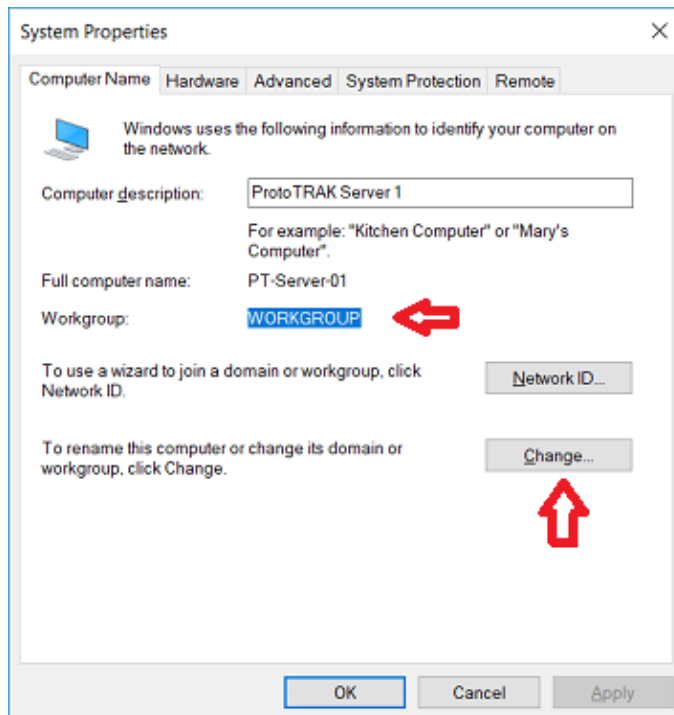 System Properties
Computer Name Hardware Advanced System Protection Remote
Windows uses the following information to identify your computer on
the network.
Computer description: ProtoTRAK Server 1
For example: "Kitchen Computer" or "Mary's
Computer".
Full computer name: PT-Server-01
Workgroup: WORKGROUP
To use a wizard to join a domain or workgroup, click
Network ID.
Network ID...
To rename this computer or change its domain or
workgroup, click Change.
Change...
OK Cancel Apply